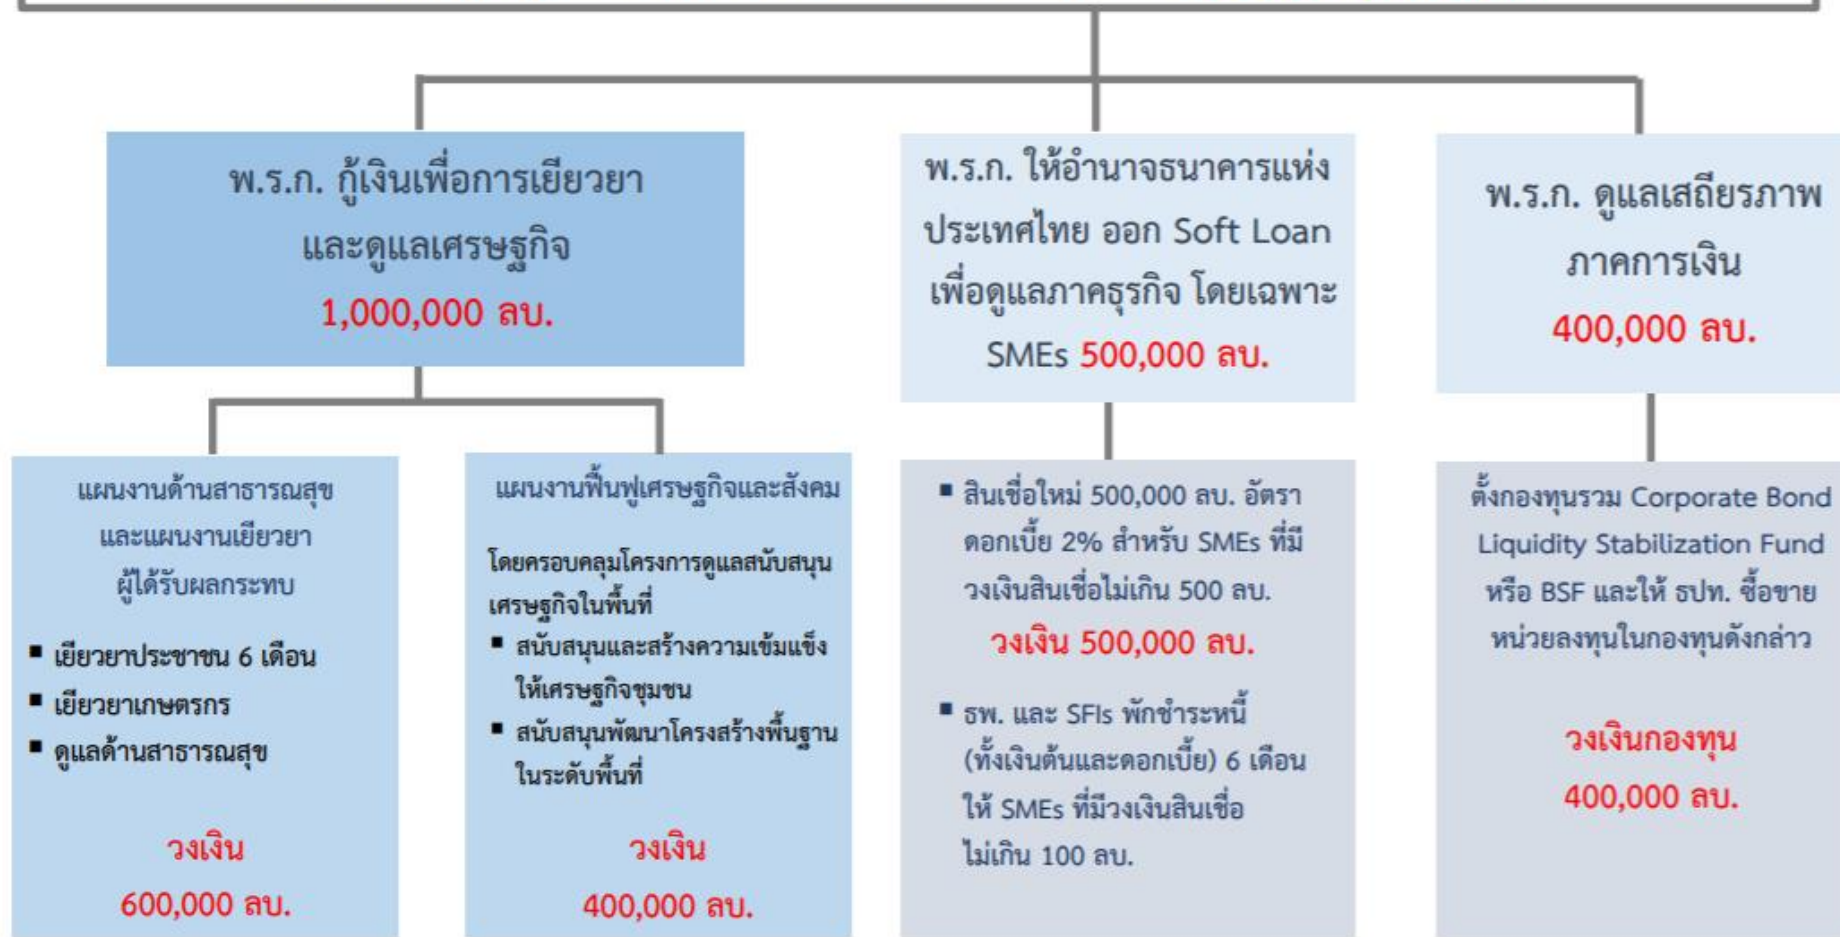 พ.ร.ก. กู้เงินเพื่อการเยียวยา
และดูแลเศรษฐกิจ
1,000,000 ลบ.
พ.ร.ก. ให้อำนาจธนาคารแห่ง
ประเทศไทย ออก Soft Loan
เพื่อดูแลภาคธุรกิจ โดยเฉพาะ
SMEs 500,000 ลบ.
พ.ร.ก. ดูแลเสถียรภาพ
ภาคการเงิน
400,000 ลบ.
แผนงานด้านสาธารณสุข
และแผนงานเยียวยา
ผู้ได้รับผลกระทบ
▪ เยียวยาประชาชน 6 เดือน
▪ เยียวยาเกษตรกร
▪ ดูแลด้านสาธารณสุข
วงเงิน
600,000 ลบ.
แผนงานฟื้นฟูเศรษฐกิจและสังคม
โดยครอบคลุมโครงการดูแลสนับสนุน
เศรษฐกิจในพื้นที่
▪ สนับสนุนและสร้างความเข้มแข็ง
ให้เศรษฐกิจชุมชน
▪ สนับสนุนพัฒนาโครงสร้างพื้นฐาน
ในระดับพื้นที่
วงเงิน
400,000 ลบ.
▪ สินเชื่อใหม่ 500,000 ลบ. อัตรา
ดอกเบี้ย 2% สำหรับ SMEs ที่มี
วงเงินสินเชื่อไม่เกิน 500 ลบ.
วงเงิน 500,000 ลบ.
▪ ธพ. และ SFIs พักชำระหนี้
(ทั้งเงินต้นและดอกเบี้ย) 6 เดือน
ให้ SMEs ที่มีวงเงินสินเชื่อ
ไม่เกิน 100 ลบ.
ตั้งกองทุนรวม Corporate Bond
Liquidity Stabilization Fund
หรือ BSF และให้ ธปท. ซื้อขาย
หน่วยลงทุนในกองทุนดังกล่าว
วงเงินกองทุน
400,000 ลบ.